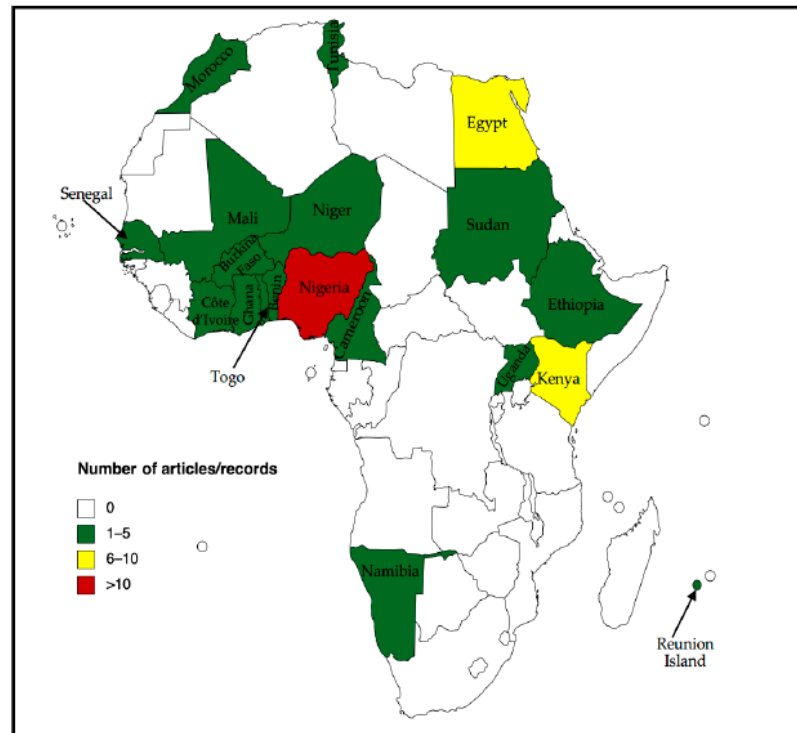 Morocco
Tunisia
Egypt
Senegal
Mali
Niger
Sudan
Burkina
Faso
Nigeria
Benin
Ghana
Côte
d'Ivoire
Cameroon
Ethiopia
Togo
Uganda
Kenya
Number of articles/records
0
1–5
6–10
>10
Namibia
Reunion
Island